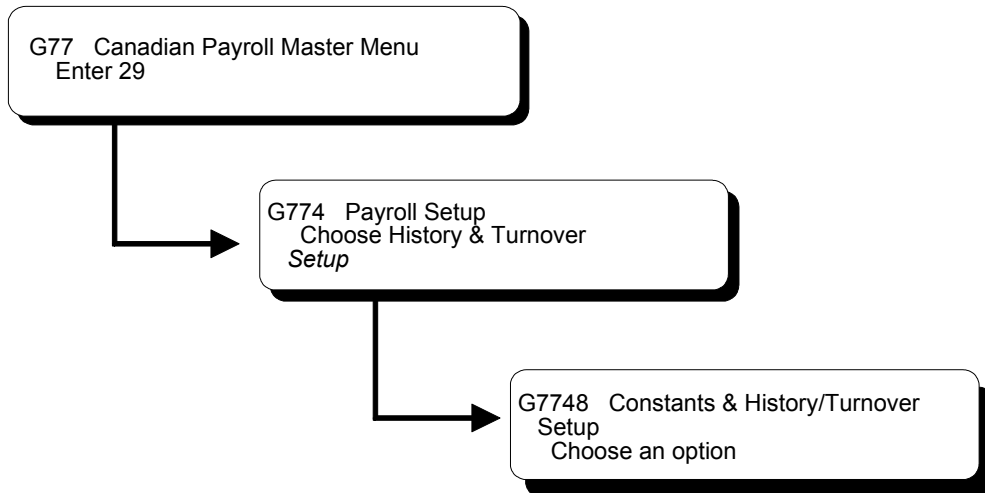 G77 Canadian Payroll Master Menu
Enter 29
G774 Payroll Setup
Choose History & Turnover
Setup
G7748 Constants & History/Turnover
Setup
Choose an option